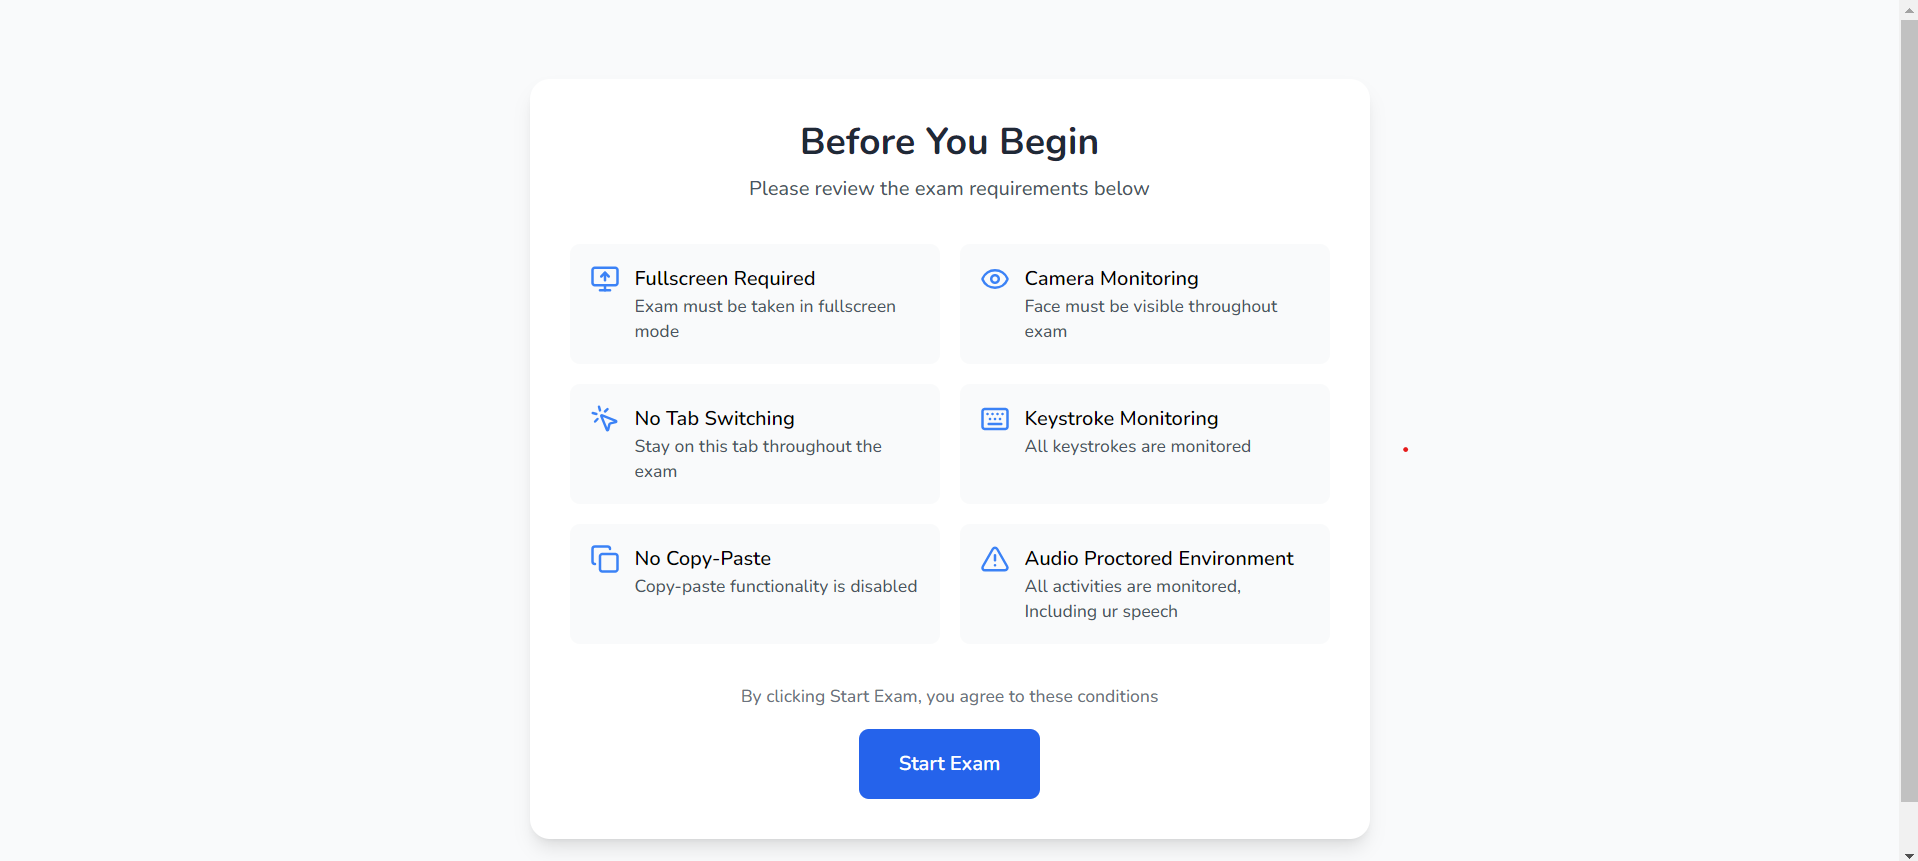 Before You Begin
Please review the exam requirements below
Fullscreen Required
Exam must be taken in fullscreen
mode
Camera Monitoring
Face must be visible throughout
exam
No Tab Switching
Stay on this tab throughout the
exam
Keystroke Monitoring
All keystrokes are monitored
No Copy-Paste
Copy-paste functionality is disabled
Audio Proctored Environment
All activities are monitored,
Including ur speech
By clicking Start Exam, you agree to these conditions
Start Exam